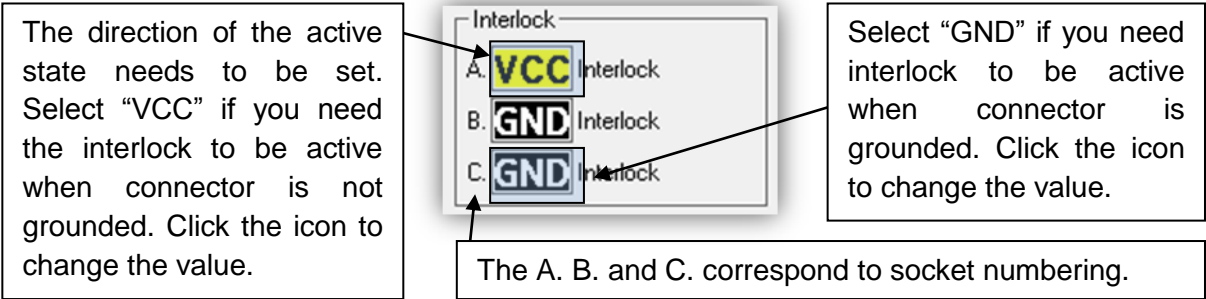 The direction of the active
state needs to be set.
Select “VCC” if you need
the interlock to be active
when connector is not
grounded. Click the icon to
change the value.
Interlock
A. VCC Interlock
B. GND Interlock
C. GND Interlock
Select “GND” if you need
interlock to be active
when connector is
grounded. Click the icon
to change the value.
The A. B. and C. correspond to socket numbering.